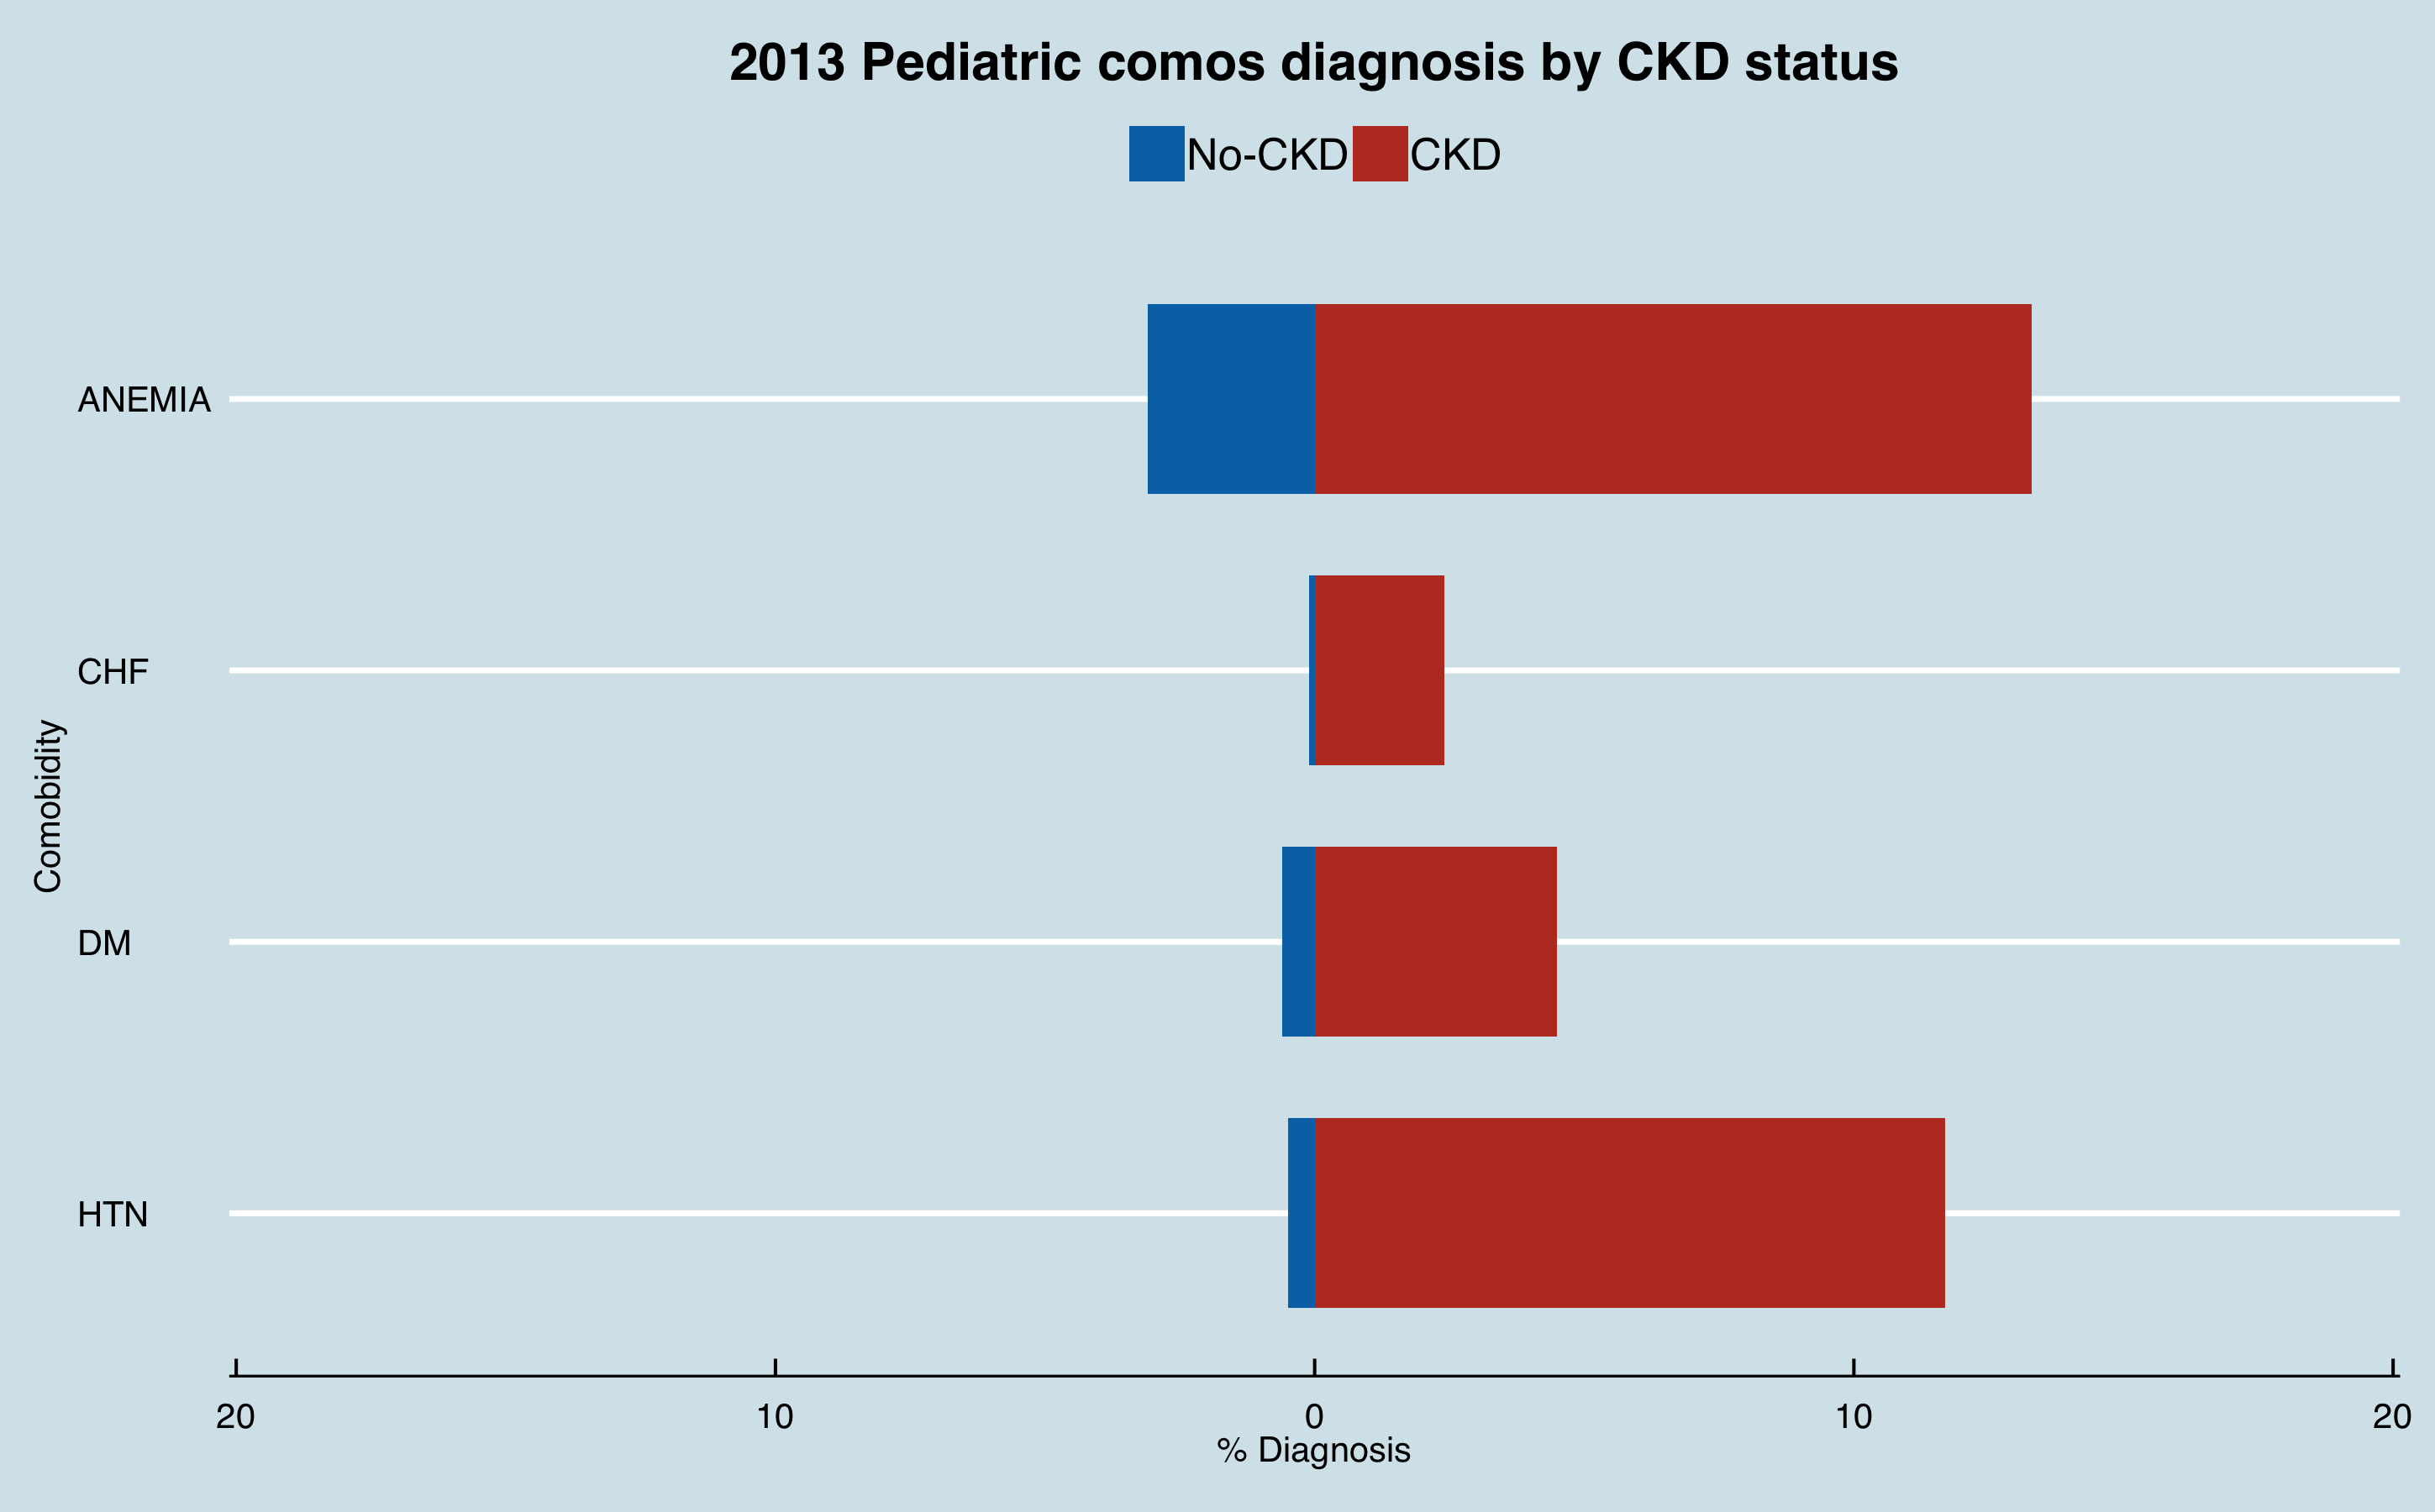 2013 Pediatric comos diagnosis by CKD status
No-CKD CKD
ANEMIA
CHF
DM
HTN
Comobidity
20 10 0 10 20
% Diagnosis